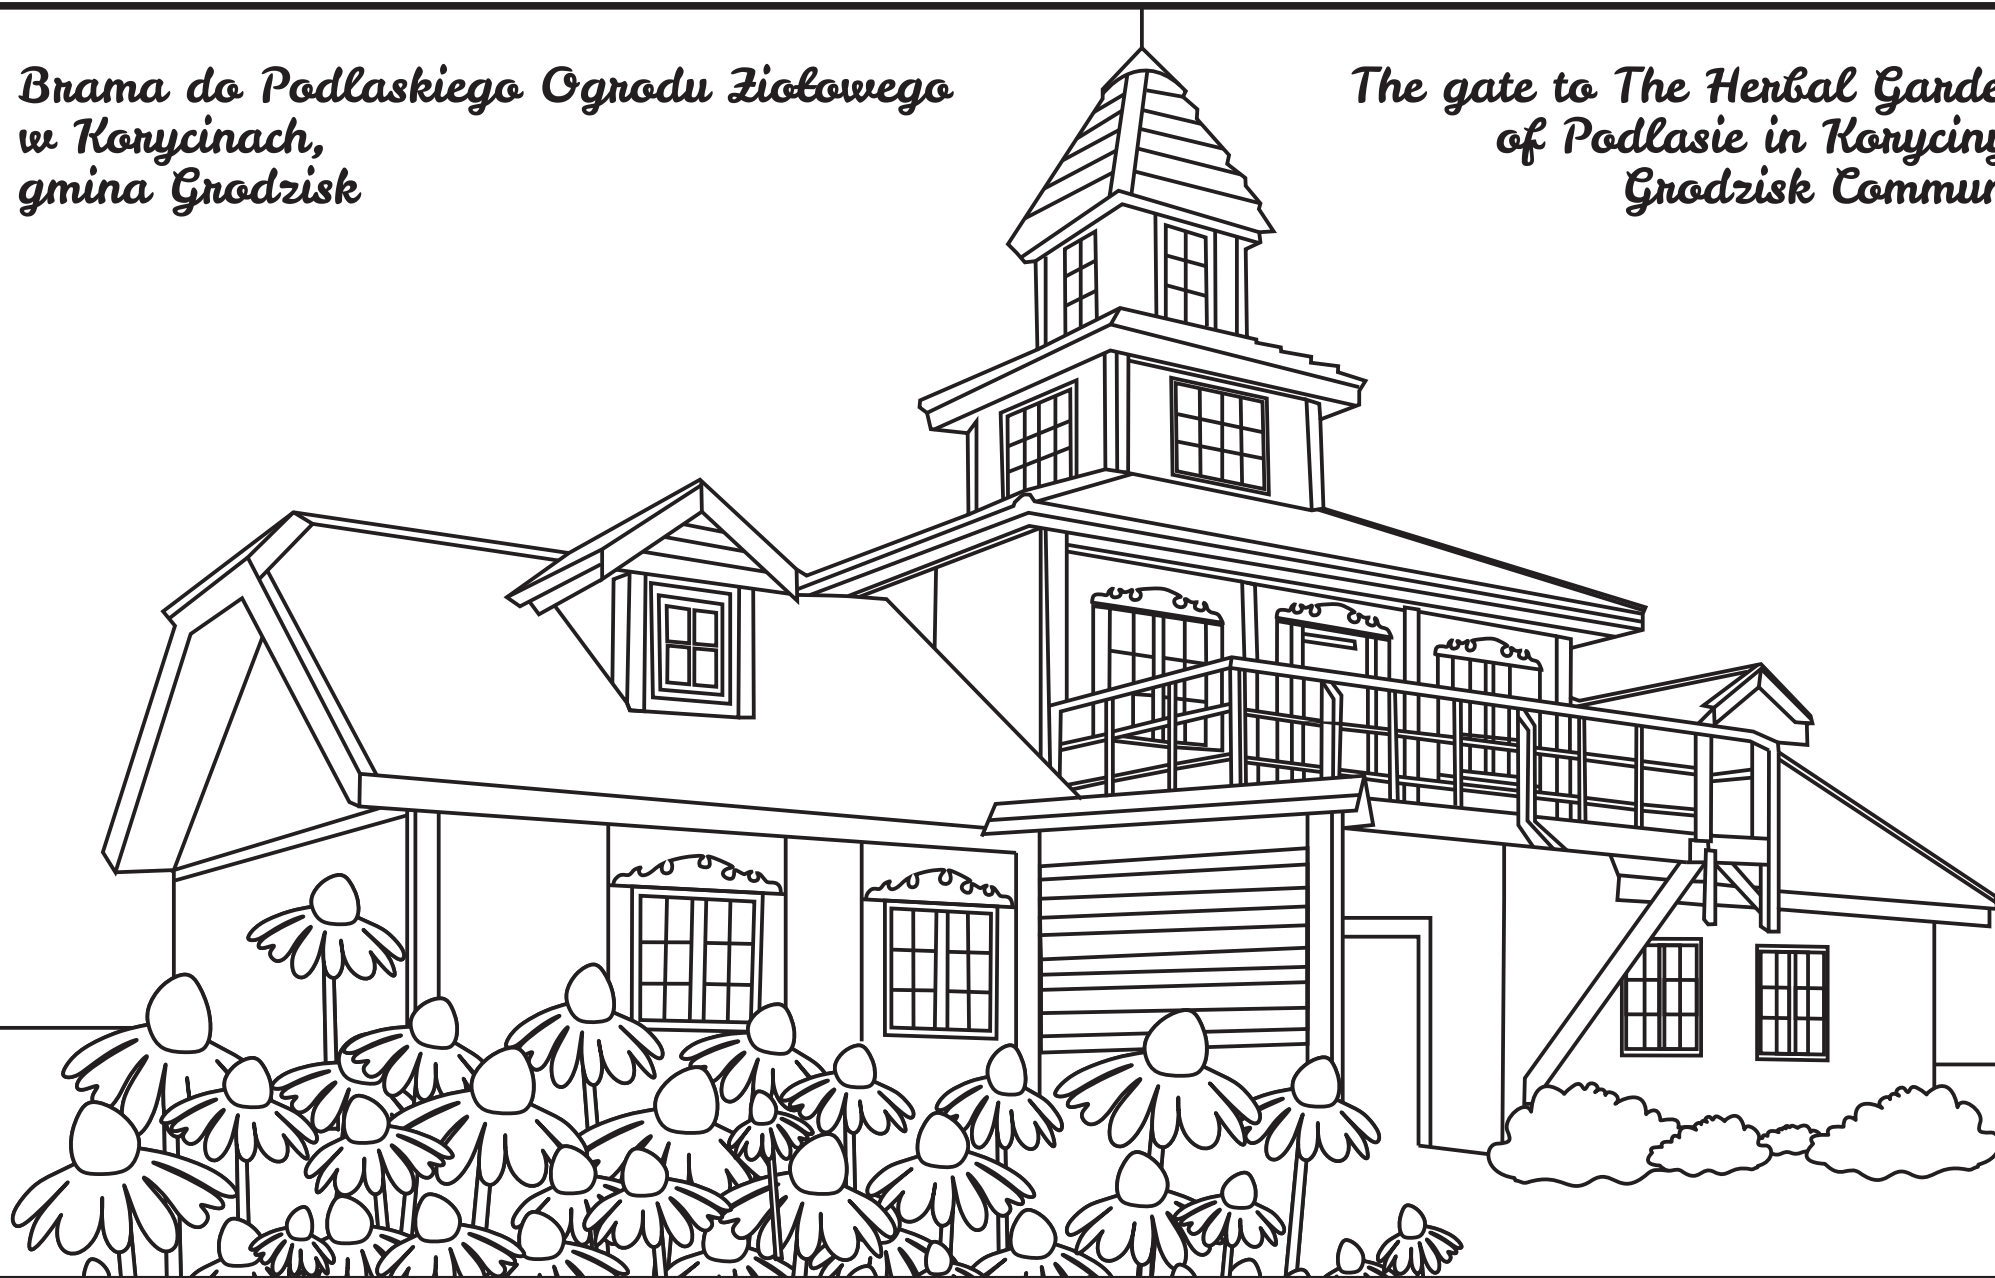 Brama do Podlaskiego Ogrodu Ziołowego
w Korycinach,
gmina Grodzisk
The gate to The Herbal Garde
of Podlasie in Koryciny
Grodzisk Commun